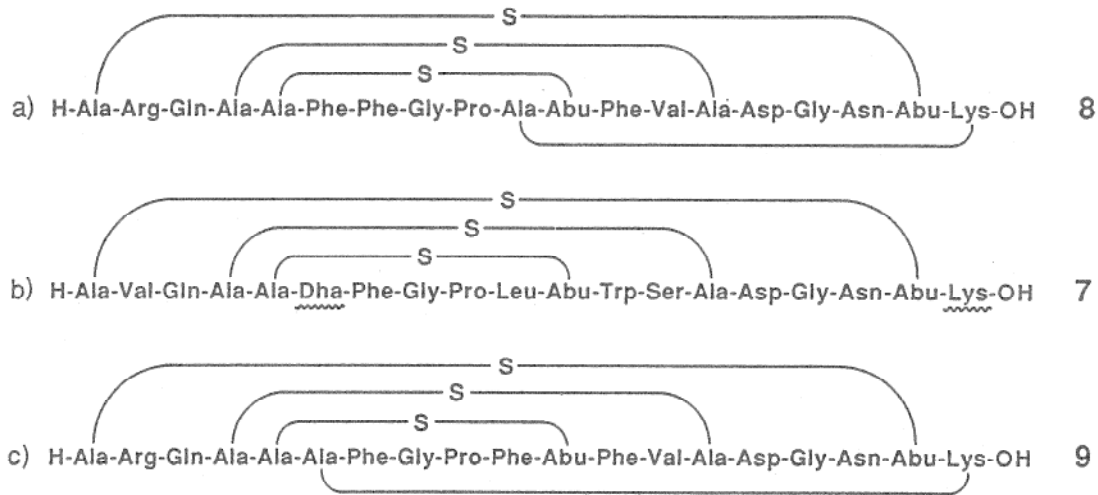 S
S
S
a) H-Ala-Arg-Gln-Ala-Ala-Phe-Phe-Gly-Pro-Ala-Abu-Phe-Val-Ala-Asp-Gly-Asn-Abu-Lys-OH 8
S
S
S
b) H-Ala-Val-Gln-Ala-Ala-Dha-Phe-Gly-Pro-Leu-Abu-Trp-Ser-Ala-Asp-Gly-Asn-Abu-Lys-OH 7
S
S
S
c) H-Ala-Arg-Gln-Ala-Ala-Ala-Phe-Gly-Pro-Phe-Abu-Phe-Val-Ala-Asp-Gly-Asn-Abu-Lys-OH 9